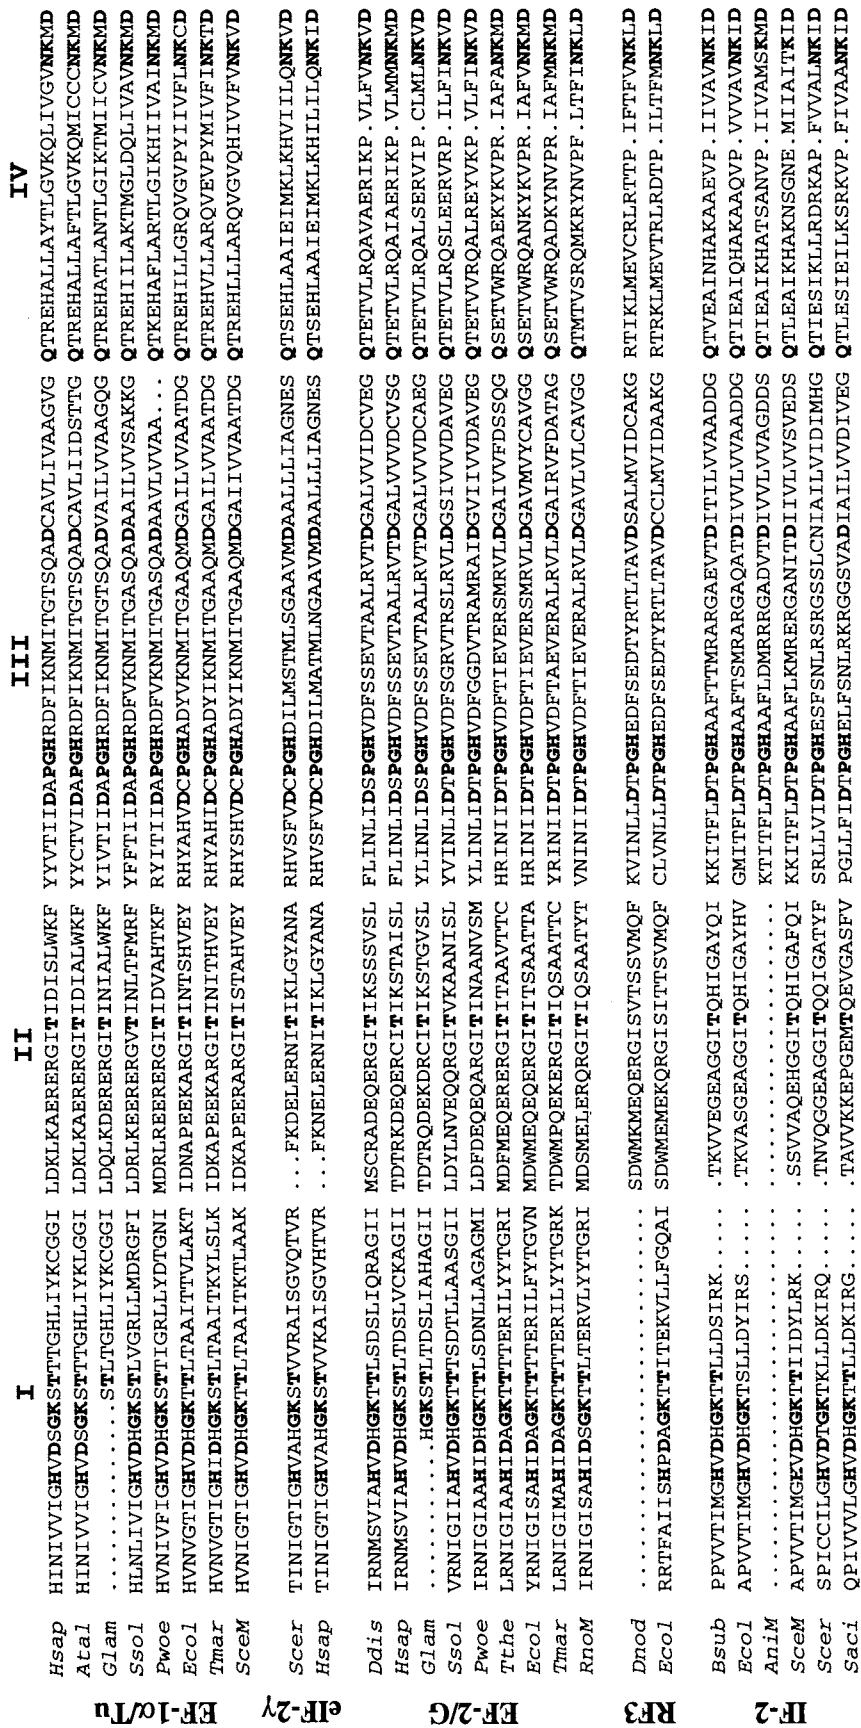 I II III IV
EF-1α/Tu
Hsap HINIVVIGHVDSGKSTTTGHLIYKCGGI LDKLKAERERGITIDISLWKF YYVTIIDAPGHRDFIKNMITGTSQADCAVLIVAAGVG QTREHALLAYTLGVKQLIVGVNKMD
Atal HINIVVIGHVDSGKSTTTGHLIYKLGGI LDKLKAERERGITIDIALWKF YYCTVIDAPGHRDFIKNMITGTSQADCAVLIIDSTTG QTREHALLAFTLGVKQMICCCNKMD
Glam ............STLTGHLIYKCGGI LDQLKDERERGITINIALWKF YIVTIIDAPGHRDFIKNMITGTSQADVAILVVAAGQG QTREHATLANTLGIKTMIICVNKMD
Ssol HLNLIVIGHVDHGKSTLVGRLLMDRGFI LDRLKEERERGVTINLTFMRF YFFTIIDAPGHRDFVKNMITGASQADAAILVVSAKKG QTREHIILAKTMGLDQLIVAVNKMD
Pwoe HVNIVFIGHVDHGKSTTIGRLLYDTGNI MDRLREERERGITIDVAHTKF RYITIIDAPGHRDFVKNMITGASQADAAVLVVAA... QTKEHAFLARTLGIKHIIVAINKMD
Ecol HVNVGTIGHVDHGKTTLTAAITTVLAKT IDNAPEEKARGITINTSHVEY RHYAHVDCPGHADYVKNMITGAAQMDGAILVVAATDG QTREHILLGRQVGVPYIIVFLNKCD
Tmar HVNVGTIGHIDHGKSTLTAAITKYLSLK IDKAPEEKARGITINITHVEY RHYAHIDCPGHADYIKNMITGAAQMDGAILVVAATDG QTREHVLLARQVEVPYMIVFINKTD
SceM HVNIGTIGHVDHGKTTLTAAITKTLAAK IDKAPEERARGITISTAHVEY RHYSHVDCPGHADYIKNMITGAAQMDGAIIVVAATDG QTREHLLLARQVGVQHIVVFVNKVD
eIF-2γ
Scer TINIGTIGHVAHGKSTVVRAISGVQTVR ...FKDELERNITIKLGYANA RHVSFVDCPGHDILMSTMLSGAAVMDAALLLIAGNES QTSEHLAAIEIMKLKHVIILQNKVD
Hsap TINIGTIGHVAHGKSTVVKAISGVHTVR ...FKNELERNITIKLGYANA RHVSFVDCPGHDILMATMLNGAAVMDAALLLIAGNES QTSEHLAAIEIMKLKHILILQNKID
EF-2/G
Ddis IRNMSVIAHVDHGKTTLSDSLIQRAGII MSCRADEQERGITIKSSSVSL FLINLIDSPGHVDFSSEVTAALRVTDGALVVIDCVEG QTETVLRQAVAERIKP.VLFVNKVD
Hsap IRNMSVIAHVDHGKSTLTDSLVCKAGII TDTRKDEQERCITIKSTAISL FLINLIDSPGHVDFSSEVTAALRVTDGALVVVDCVSG QTETVLRQAIAERIKP.VLMMNKMD
Glam ..........HGKSTLTDSLIAHAGII TDTRQDEKDRCITIKSTGVSL YLINLIDSPGHVDFSSEVTAALRVTDGALVVVDCAEG QTETVLRQALSERVIP.CLMLNKVD
Ssol VRNIGIIAHVDHGKTTTSDTLLAASGII LDYLNVEQQRGITVKAANISL YVINLIDTPGHVDFSGRVTRSLRVLDGSIVVVDAVEG QTETVLRQSLEERVRP.ILFINKVD
Pwoe IRNIGIAAHIDHGKTTLSDNLLAGAGMI LDFDEQEQARGITINAANVSM YLINLIDTPGHVDFGGDVTRAMRAIDGVIIVVDAVEG QTETVVRQALREYVKP.VLFINKVD
Tthe LRNIGIAAHIDAGKTTTTERILYYTGRI MDFMEQERERGITITAAVTTC HRINIIDTPGHVDFTIEVERSMRVLDGAIVVFDSSQG QSETVWRQAEKYKVPR.IAFANKMD
Ecol YRNIGISAHIDAGKTTTTERILFYTGVN MDWMEQEQERGITITSAATTA HRINIIDTPGHVDFTIEVERSMRVLDGAVMVYCAVGG QSETVWRQANKYKVPR.IAFVNKMD
Tmar LRNIGIMAHIDAGKTTTTERILYYTGRK TDWMPQEKERGITIQSAATTC YRINIIDTPGHVDFTAEVERALRVLDGAIRVFDATAG QSETVWRQADKYNVPR.IAFMNKMD
RnoM IRNIGISAHIDSGKTTLTERVLYYTGRI MDSMELERQRGITIQSAATYT VNINIIDTPGHVDFTIEVERALRVLDGAVLVLCAVGG QTMTVSRQMKRYNVPF.LTFINKLD
RF3
Dnod ............................ SDWMKMEQERGISVTSSVMQF KVINLLDTPGHEDFSEDTYRTLTAVDSALMVIDCAKG RTIKLMEVCRLRTTP.IFTFVNKLD
Ecol RRTFAIISHPDAGKTTITEKVLLFGQAI SDWMEMEKQRGISITTSVMQF CLVNLLDTPGHEDFSEDTYRTLTAVDCCLMVIDAAKG RTRKLMEVTRLRDTP.ILTFMNKLD
IF-2
Bsub PPVVTIMGHVDHGKTTLLDSIRK..... .TKVVEGEAGGITQHIGAYQI KKITFLDTPGHAAFTTMRARGAEVTDITILVVAADDG QTVEAINHAKAAEVP.IIVAVNKID
Ecol APVVTIMGHVDHGKTSLLDYIRS..... .TKVASGEAGGITQHIGAYHV GMITFLDTPGHAAFTSMRARGAQATDIVVLVVAADDG QTIEAIQHAKAAQVP.VVVAVNKID
AniM ............................ ..................... KTITFLDTPGHAAFLDMRRRGADVTDIVVLVVAGDDS QTIEAIKHATSANVP.IIVAMSKMD
SceM APVVTIMGKVDHGKTTIIDYLRK..... .SSVVAQEHGGITQHIGAFQI KKITFLDTPGHAAFLKMRERGANITDIIVLVVSVEDS QTLEAIKHAKNSGNE.MIIAITKID
Scer SPICCILGHVDTGKTKLLDKIRQ..... .TNVQGGEAGGITQQIGATYF SRLLVIDTPGHESFSNLRSRGSSLCNIAILVIDIMHG QTIESIKLLRDRKAP.FVVALNKID
Saci QPIVVVLGHVDHGKTTLLDKIRG..... .TAVVKKEPGEMTQEVGASFV PGLLFIDTPGHELFSNLRKRGGSVADIAILVVDIVEG QTLESIEILKSRKVP.FIVAANKID